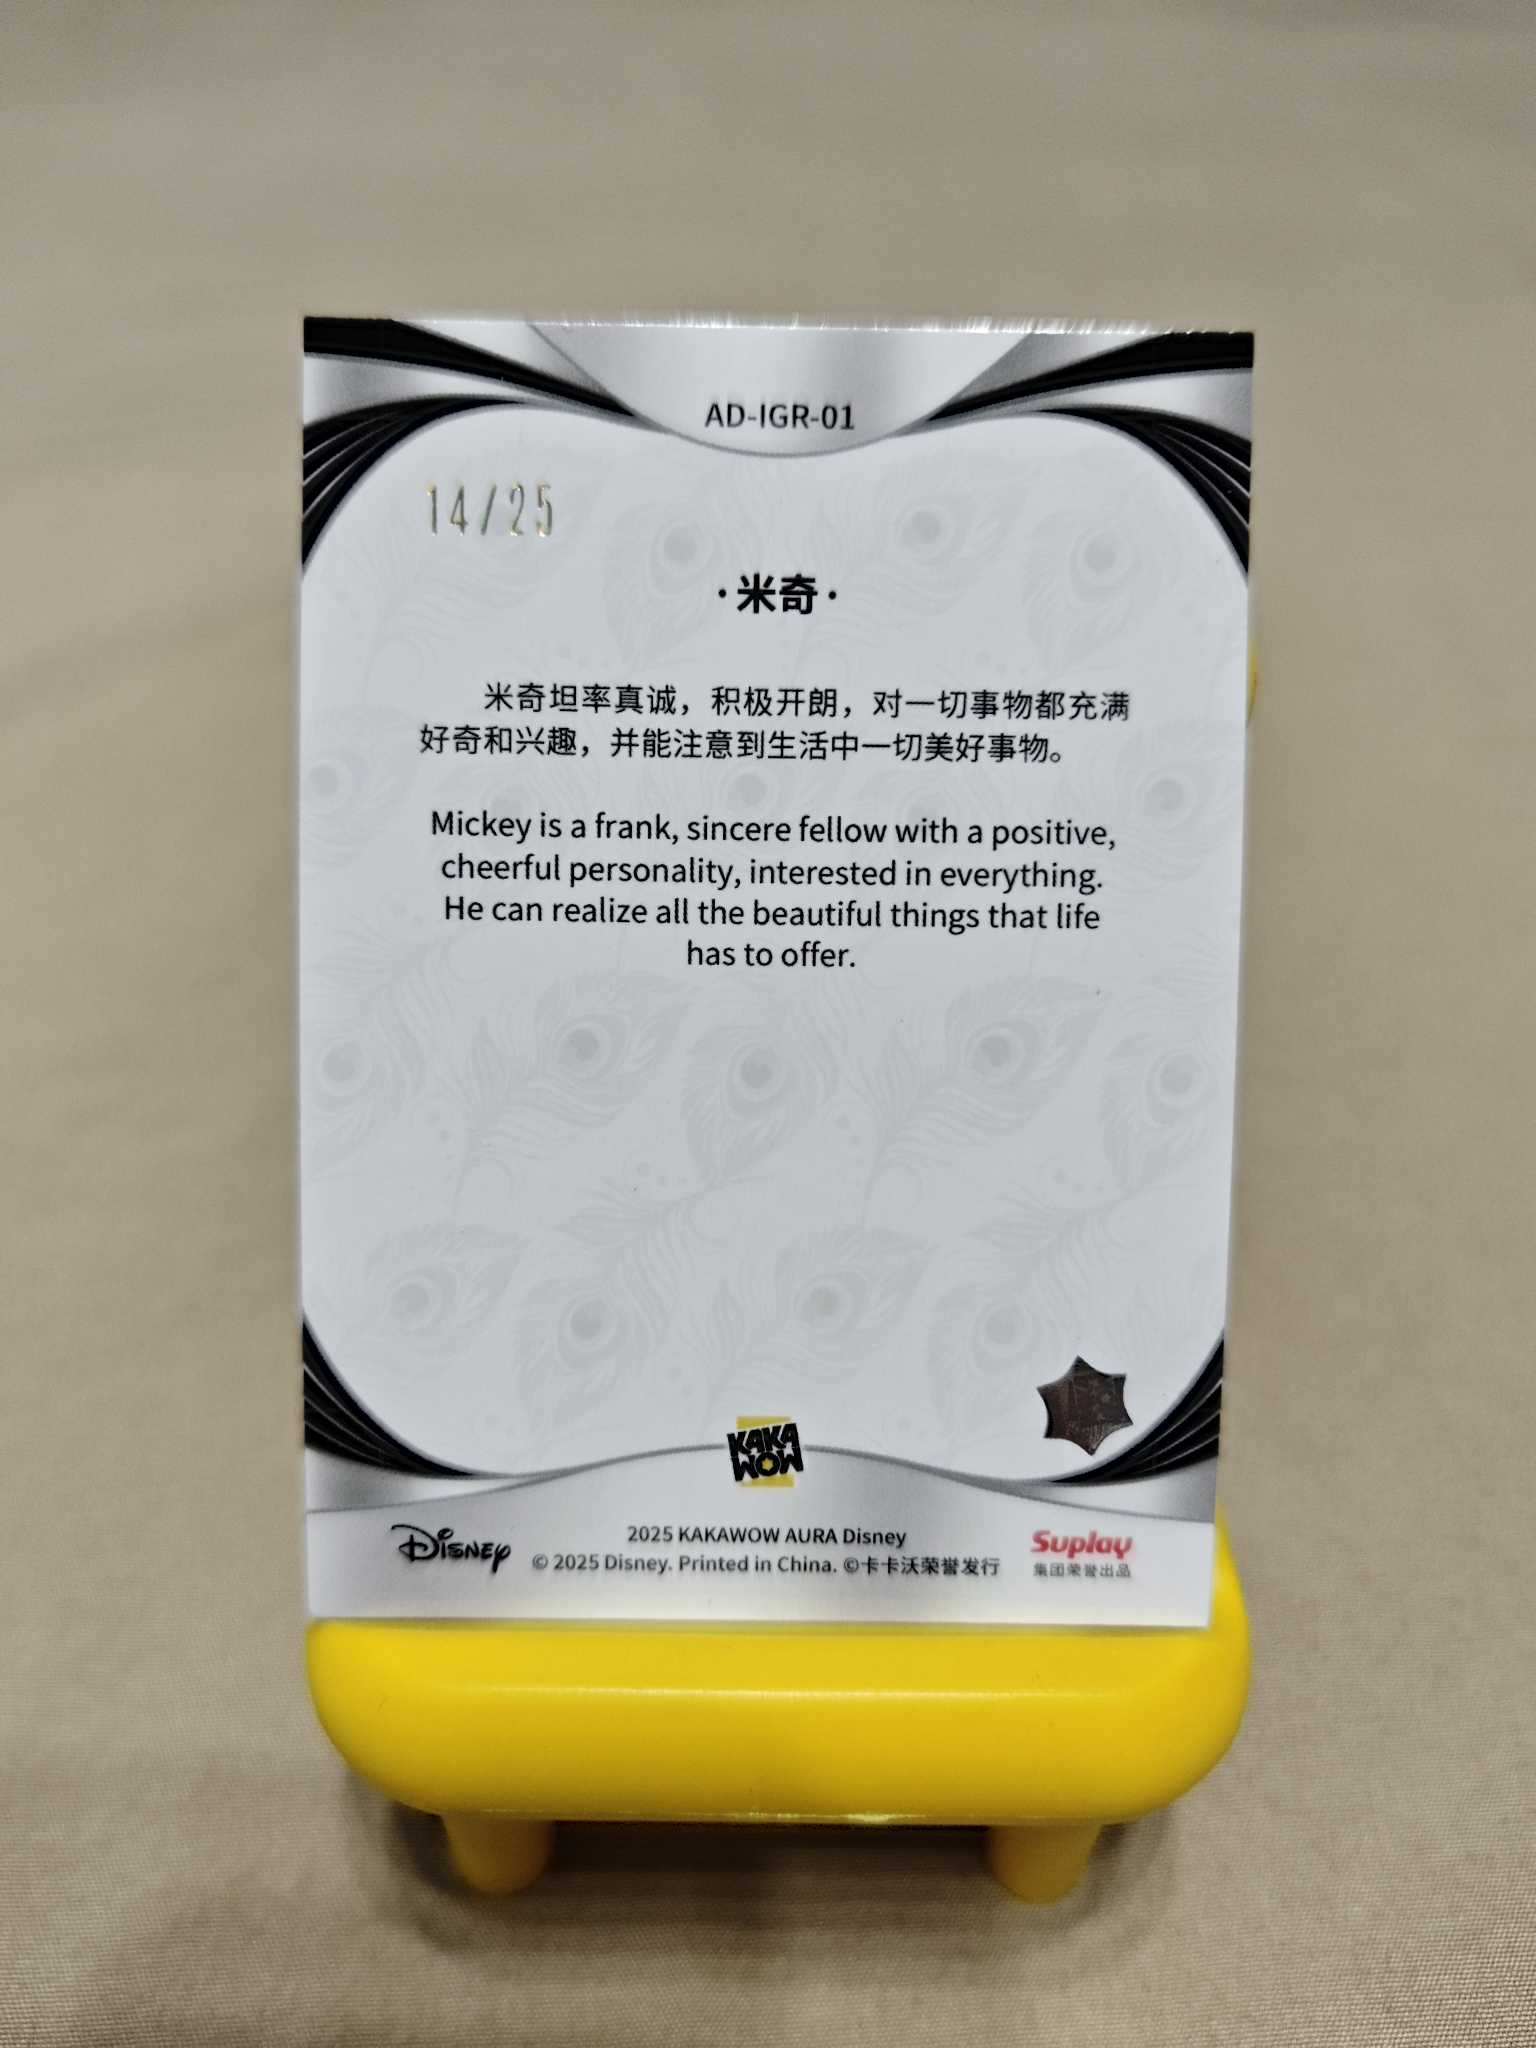 AD-IGR-01
14/25
·米奇·
米奇坦率真诚，积极开朗，对一切事物都充满
好奇和兴趣，并能注意到生活中一切美好事物。
Mickey is a frank, sincere fellow with a positive,
cheerful personality, interested in everything.
He can realize all the beautiful things that life
has to offer.
KAKA
WOW
Disney
2025 KAKAWOW AURA Disney
© 2025 Disney. Printed in China. ©卡卡沃荣誉发行
Suplay
集团荣誉出品